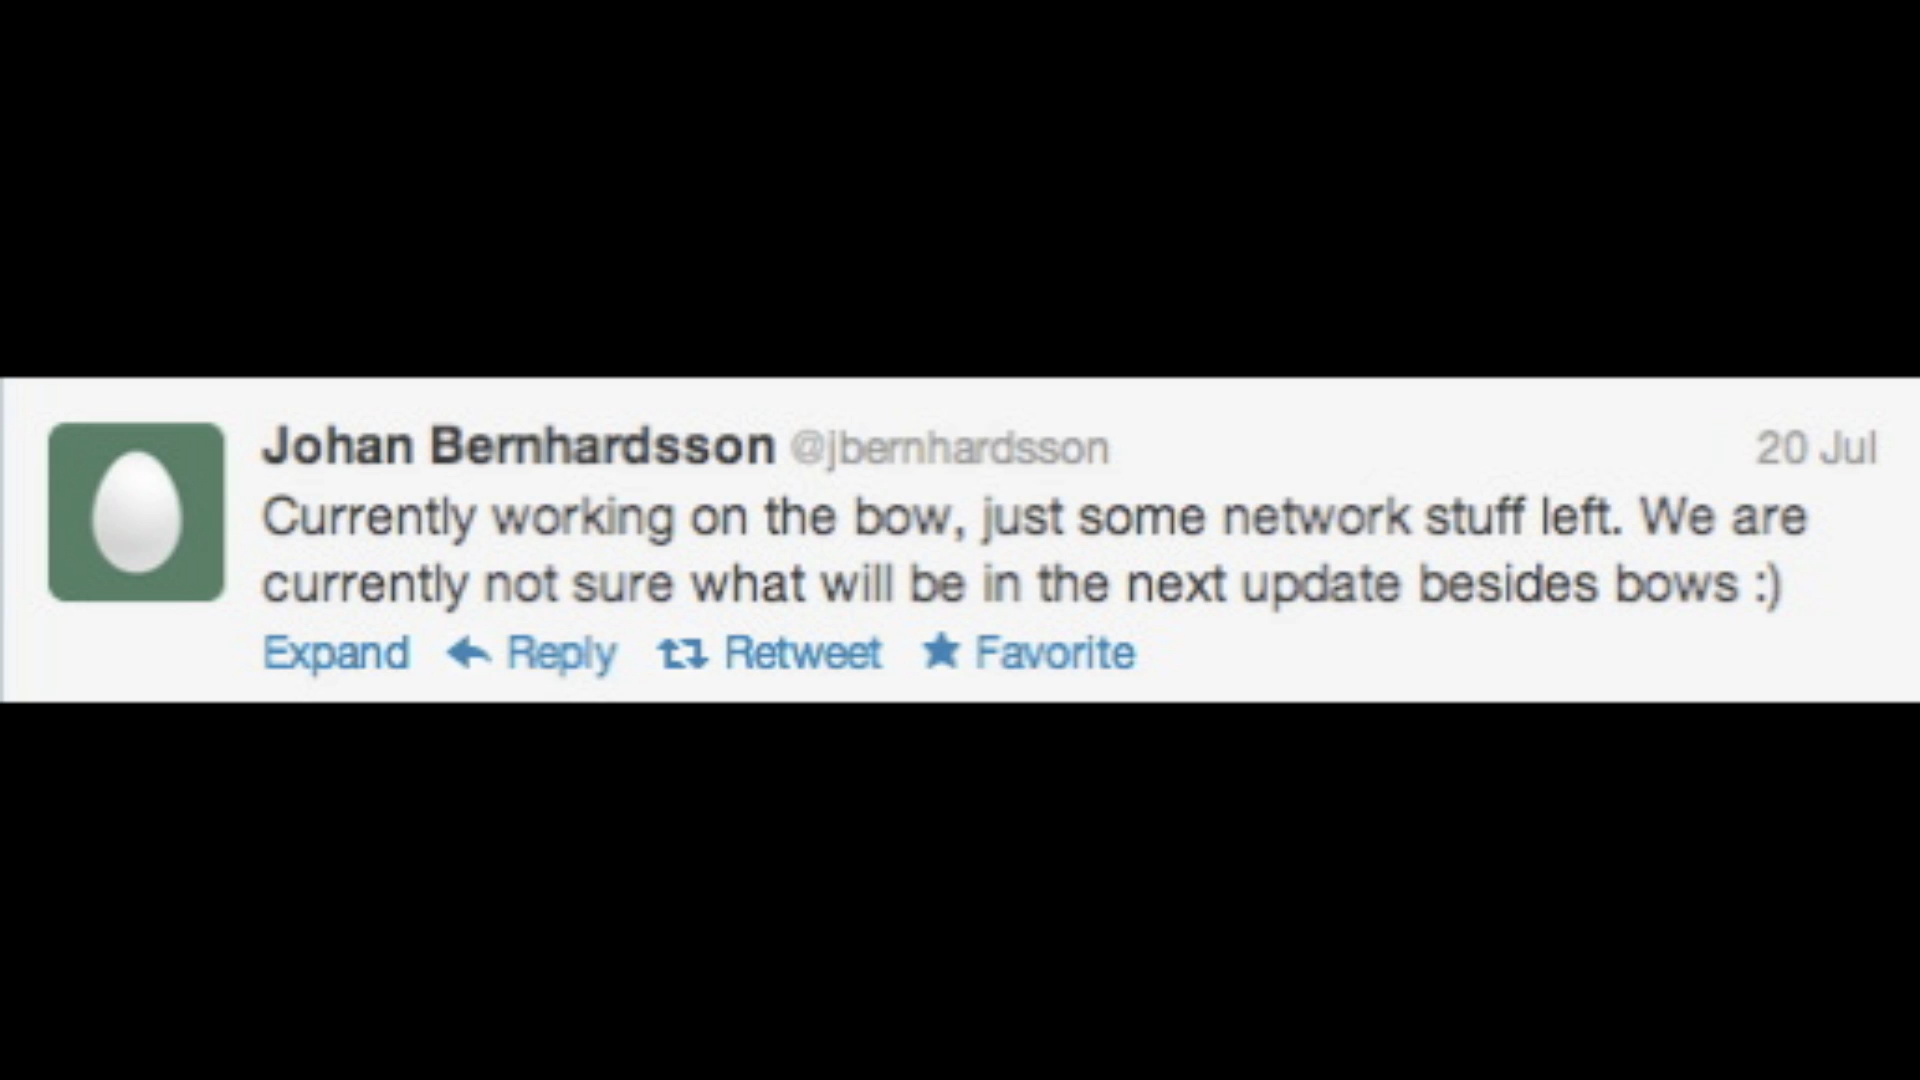 Johan Bernhardsson @jbernhardsson 20 Jul
Currently working on the bow, just some network stuff left. We are
currently not sure what will be in the next update besides bows :)
Expand Reply Retweet Favorite